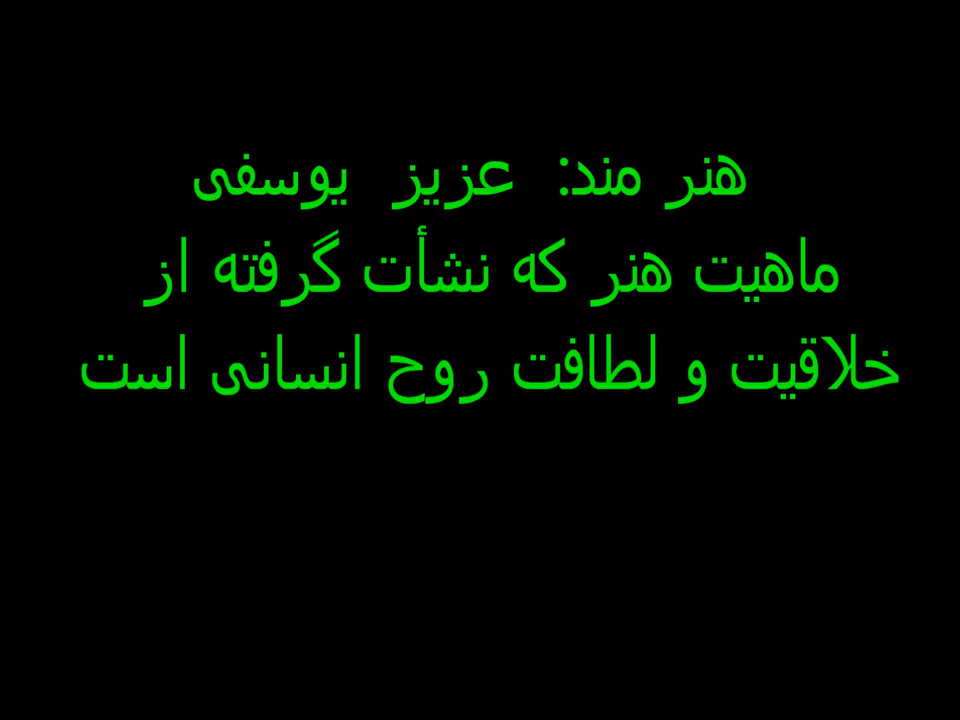 هنر مند: عزیز یوسفی
ماهیت هنر که نشأت گرفته از
خلاقیت و لطافت روح انسانی است